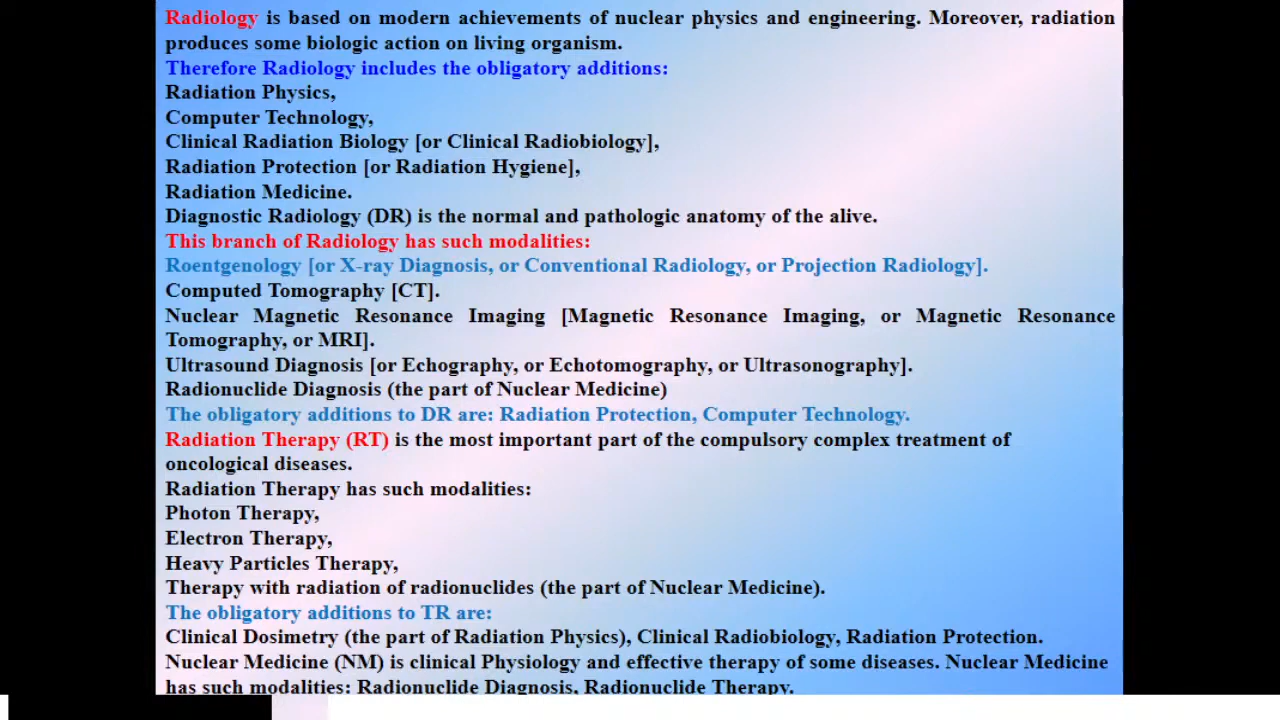 Radiology is based on modern achievements of nuclear physics and engineering. Moreover, radiation
produces some biologic action on living organism.
Therefore Radiology includes the obligatory additions:
Radiation Physics,
Computer Technology,
Clinical Radiation Biology [or Clinical Radiobiology],
Radiation Protection [or Radiation Hygiene],
Radiation Medicine.
Diagnostic Radiology (DR) is the normal and pathologic anatomy of the alive.
This branch of Radiology has such modalities:
Roentgenology [or X-ray Diagnosis, or Conventional Radiology, or Projection Radiology].
Computed Tomography [CT].
Nuclear Magnetic Resonance Imaging [Magnetic Resonance Imaging, or Magnetic Resonance
Tomography, or MRI].
Ultrasound Diagnosis [or Echography, or Echotomography, or Ultrasonography].
Radionuclide Diagnosis (the part of Nuclear Medicine)
The obligatory additions to DR are: Radiation Protection, Computer Technology.
Radiation Therapy (RT) is the most important part of the compulsory complex treatment of
oncological diseases.
Radiation Therapy has such modalities:
Photon Therapy,
Electron Therapy,
Heavy Particles Therapy,
Therapy with radiation of radionuclides (the part of Nuclear Medicine).
The obligatory additions to TR are:
Clinical Dosimetry (the part of Radiation Physics), Clinical Radiobiology, Radiation Protection.
Nuclear Medicine (NM) is clinical Physiology and effective therapy of some diseases. Nuclear Medicine
has such modalities: Radionuclide Diagnosis, Radionuclide Therapy.